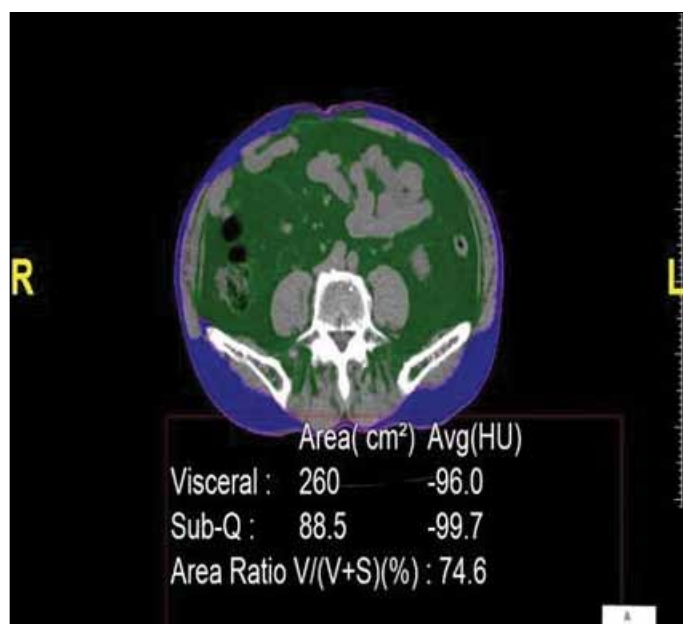 R
L
Area( cm²) Avg(HU)
Visceral : 260 -96.0
Sub-Q : 88.5 -99.7
Area Ratio V/(V+S)(%) : 74.6
A